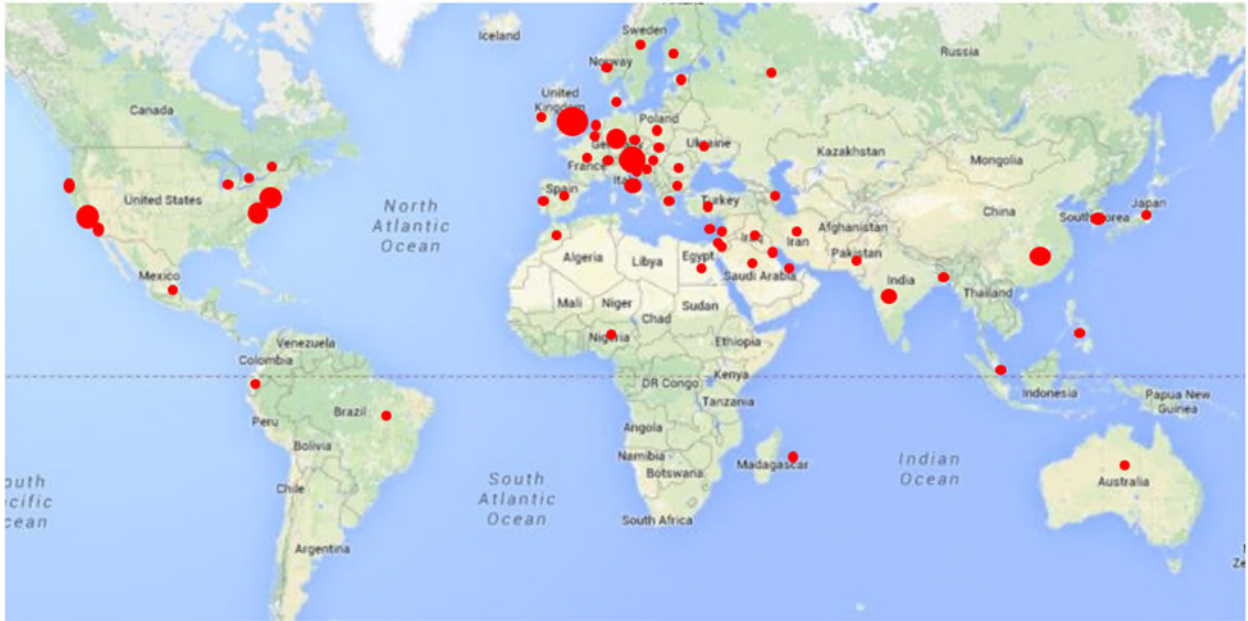 Iceland
Sweden
Norway
Russia
United
Kingdom
Canada
Poland
Germany
Ukraine
Kazakhstan
Mongolia
France
Italy
Spain
United States
Turkey
China
Japan
South Korea
North
Atlantic
Ocean
Afghanistan
Iraq
Iran
Pakistan
Algeria
Libya
Egypt
Saudi Arabia
Mexico
India
Mali
Niger
Sudan
Thailand
Chad
Nigeria
Ethiopia
Venezuela
Colombia
Kenya
DR Congo
Indonesia
Papua New
Guinea
Tanzania
Brazil
Peru
Angola
Bolivia
Namibia
Madagascar
Botswana
Indian
Ocean
Australia
Chile
South
Atlantic
Ocean
outh
cific
cean
South Africa
Argentina
Ze